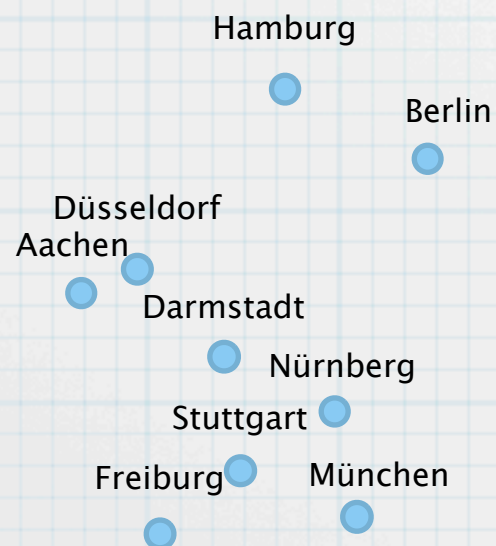 Hamburg
Berlin
Düsseldorf
Aachen
Darmstadt
Nürnberg
Stuttgart
Freiburg
München